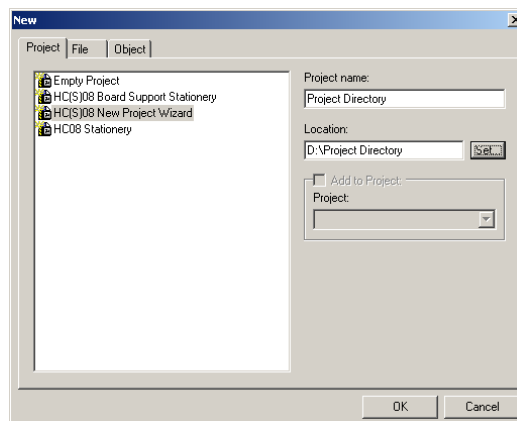 New
Project
File
Object
Empty Project
HC(S)08 Board Support Stationery
HC(S)08 New Project Wizard
HC08 Stationery
Project name:
Project Directory
Location:
D:\Project Directory
Set...
Add to Project:
Project:
OK
Cancel